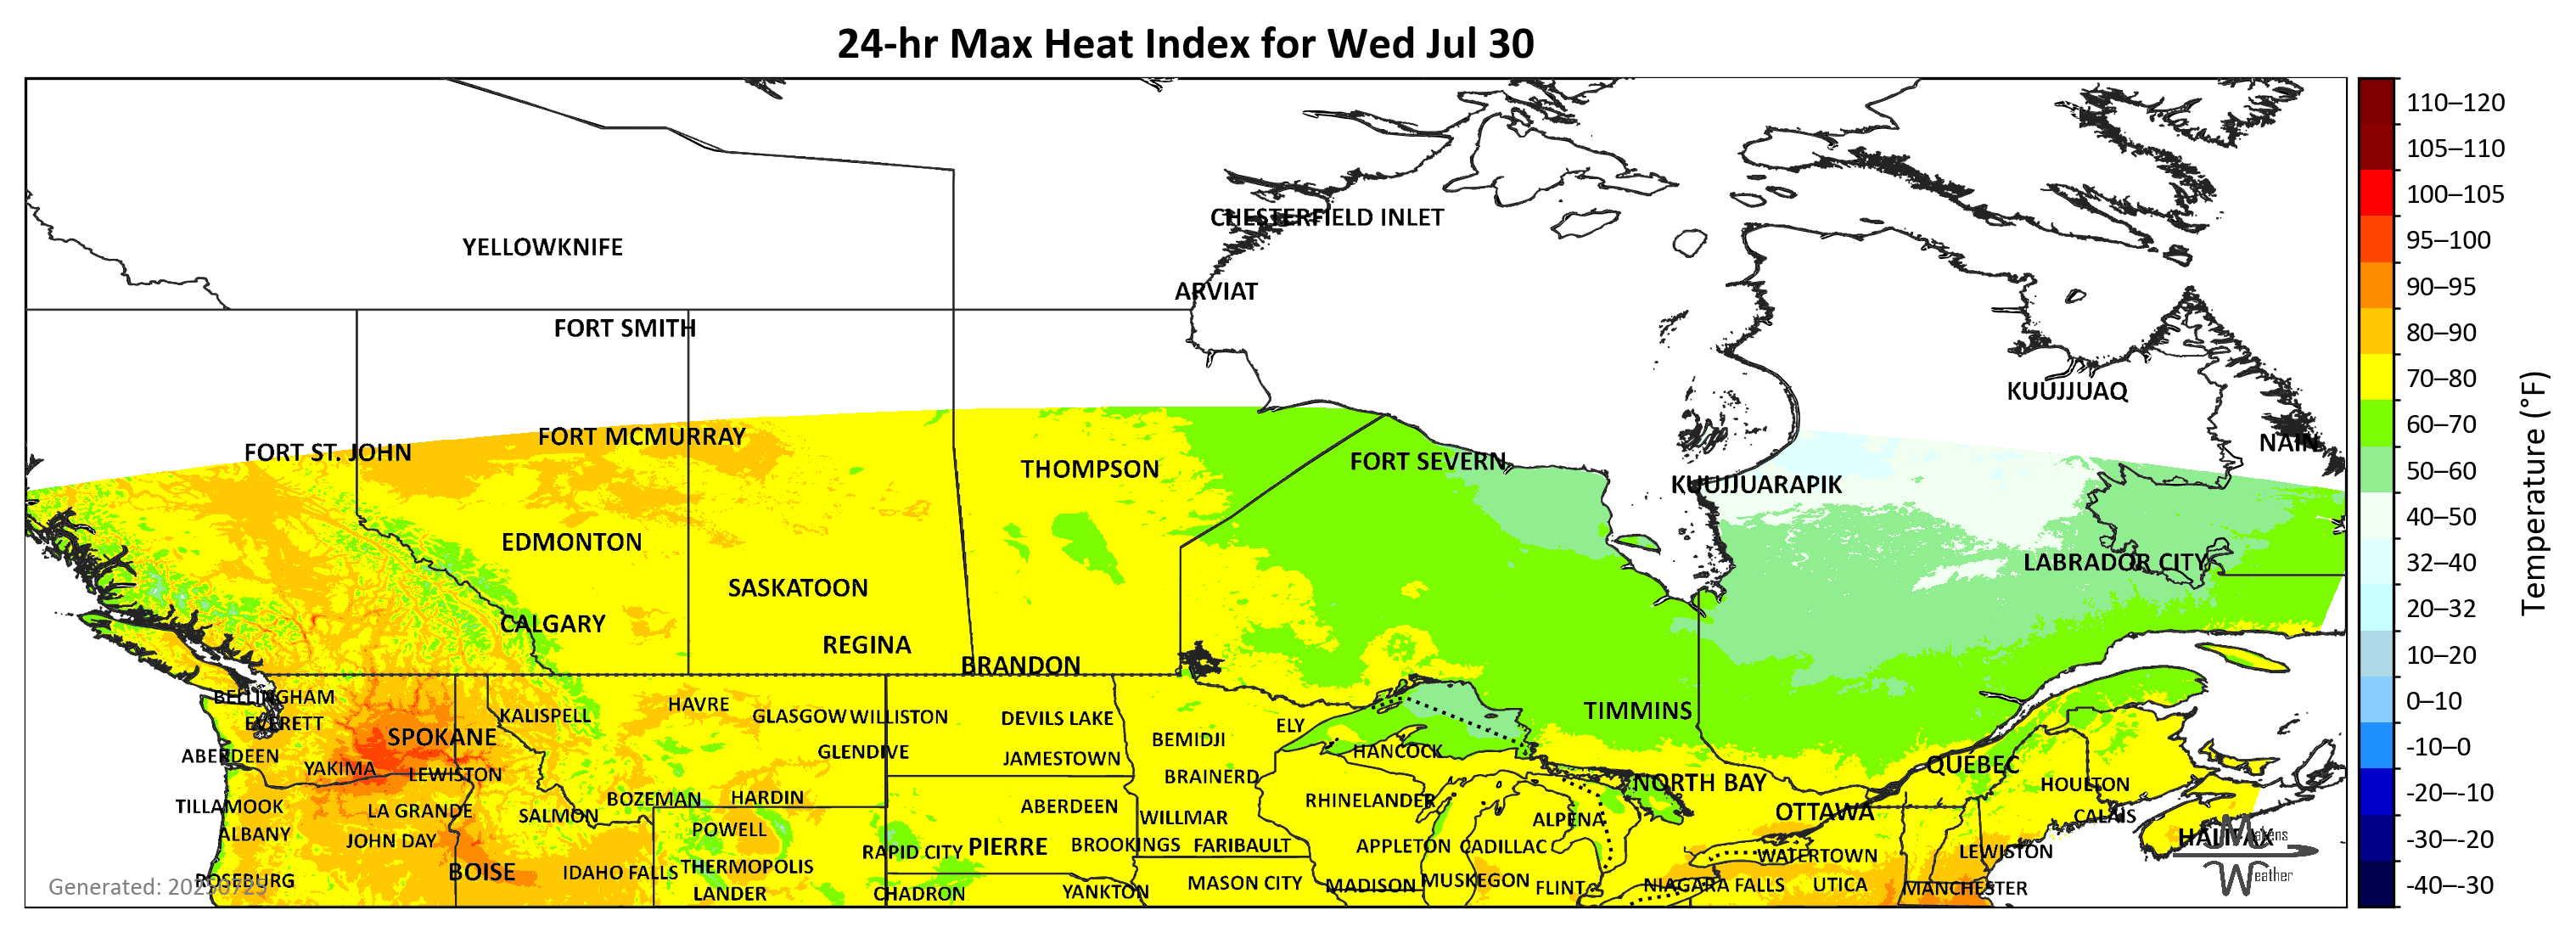 24-hr Max Heat Index for Wed Jul 30
110–120
105–110
CHESTERFIELD INLET
100–105
YELLOWKNIFE
95–100
ARVIAT
90–95
FORT SMITH
80–90
KUUJJUAQ
70–80
FORT ST. JOHN
FORT MCMURRAY
NAIN
60–70
THOMPSON
FORT SEVERN
50–60
KUUJJUARAPIK
40–50
EDMONTON
LABRADOR CITY
32–40
SASKATOON
20–32
CALGARY
REGINA
BRANDON
10–20
Temperature (°F)
BELLINGHAM
HAVRE
0–10
EVERETT
KALISPELL
GLASGOW
WILLISTON
DEVILS LAKE
ELY
TIMMINS
SPOKANE
BEMIDJI
-10–0
ABERDEEN
GLENDIVE
JAMESTOWN
HANCOCK
YAKIMA
LEWISTON
BRAINERD
QUÉBEC
NORTH BAY
HOULTON
-20–-10
TILLAMOOK
LA GRANDE
SALMON
BOZEMAN
HARDIN
ABERDEEN
WILLMAR
RHINELANDER
ALPENA
OTTAWA
CALAIS
ALBANY
JOHN DAY
POWELL
RAPID CITY
PIERRE
BROOKINGS
FARIBAULT
APPLETON
CADILLAC
WATERTOWN
LEWISTON
HALIFAX
-30–-20
BOISE
IDAHO FALLS
THERMOPOLIS
ROSEBURG
LANDER
CHADRON
YANKTON
MASON CITY
MADISON
MUSKEGON
FLINT
NIAGARA FALLS
UTICA
MANCHESTER
Weather
-40–-30
Generated: 20250725